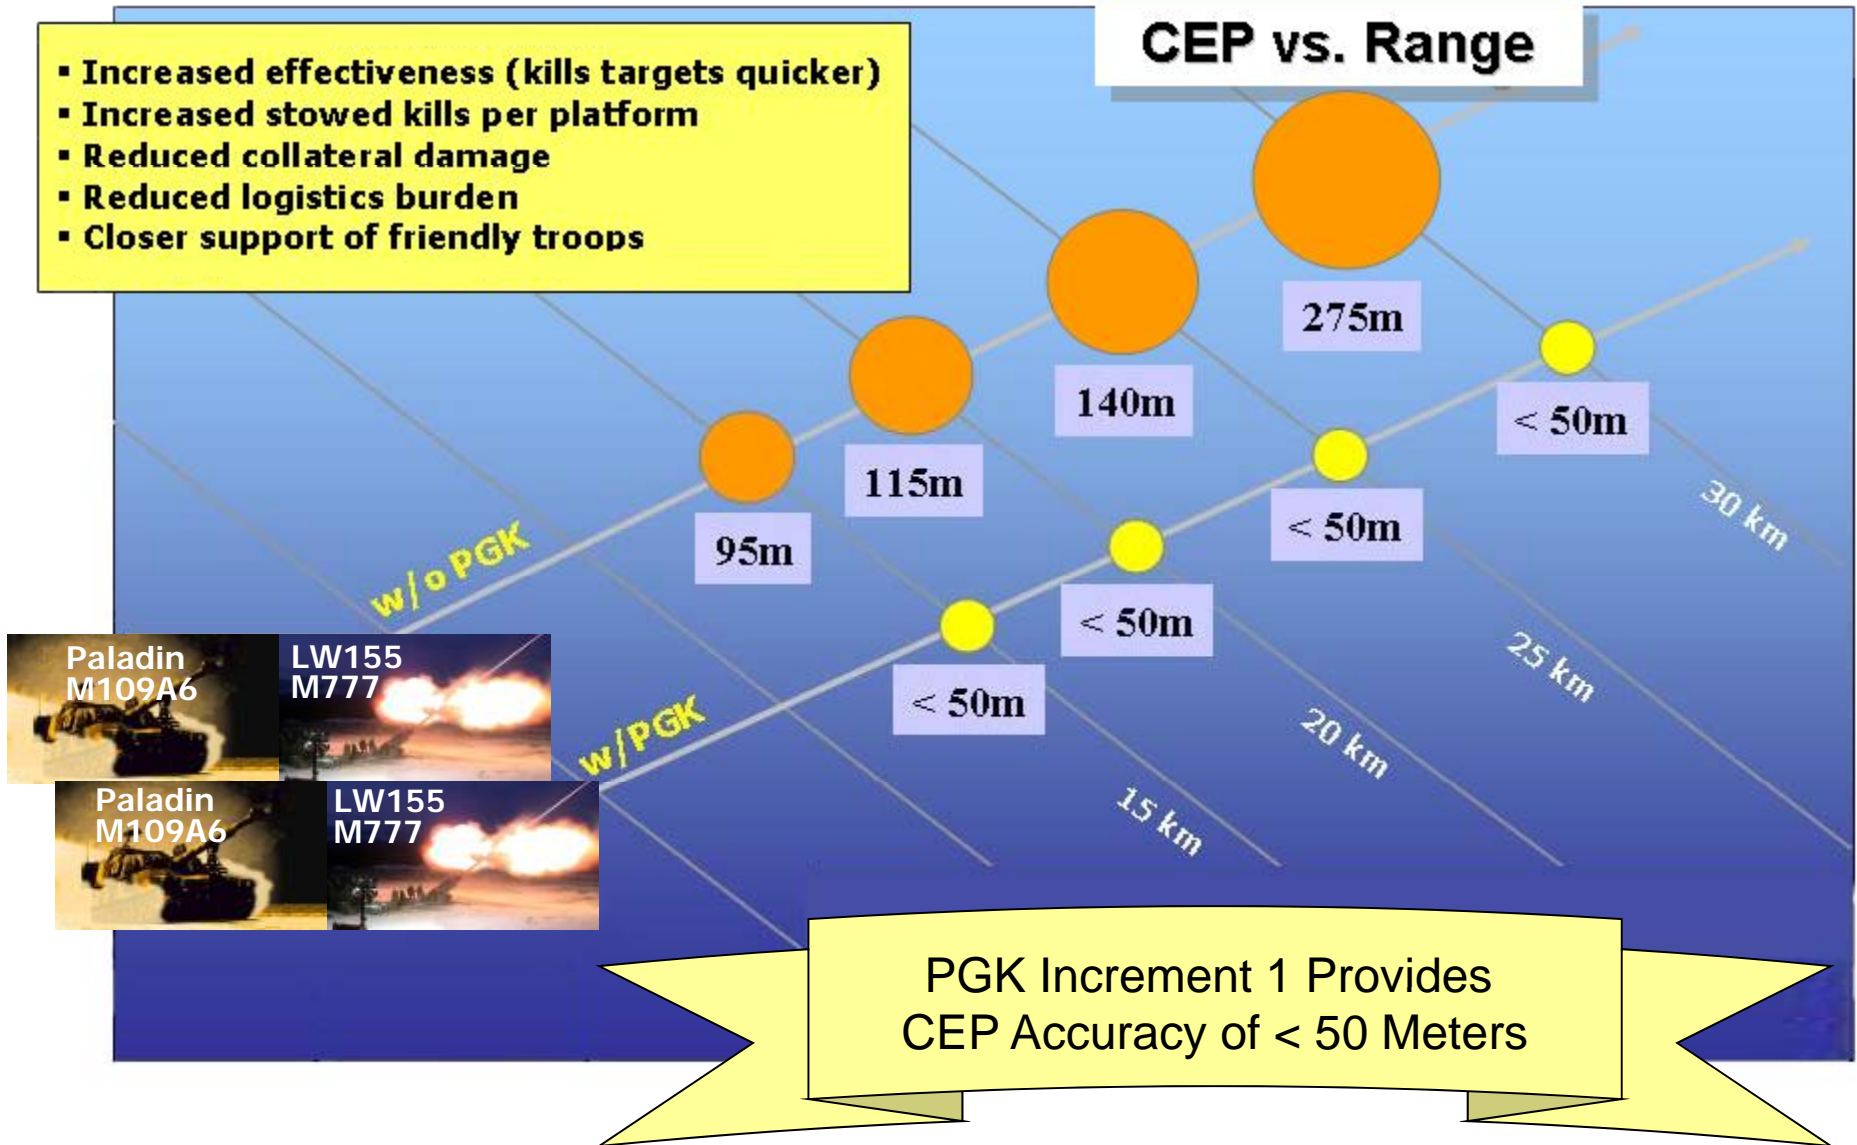 CEP vs. Range
▪ Increased effectiveness (kills targets quicker)
▪ Increased stowed kills per platform
▪ Reduced collateral damage
▪ Reduced logistics burden
▪ Closer support of friendly troops
275m
140m
115m
95m
< 50m
< 50m
< 50m
< 50m
w/o PGK
w/PGK
30 km
25 km
20 km
15 km
Paladin
M109A6
LW155
M777
Paladin
M109A6
LW155
M777
PGK Increment 1 Provides
CEP Accuracy of < 50 Meters